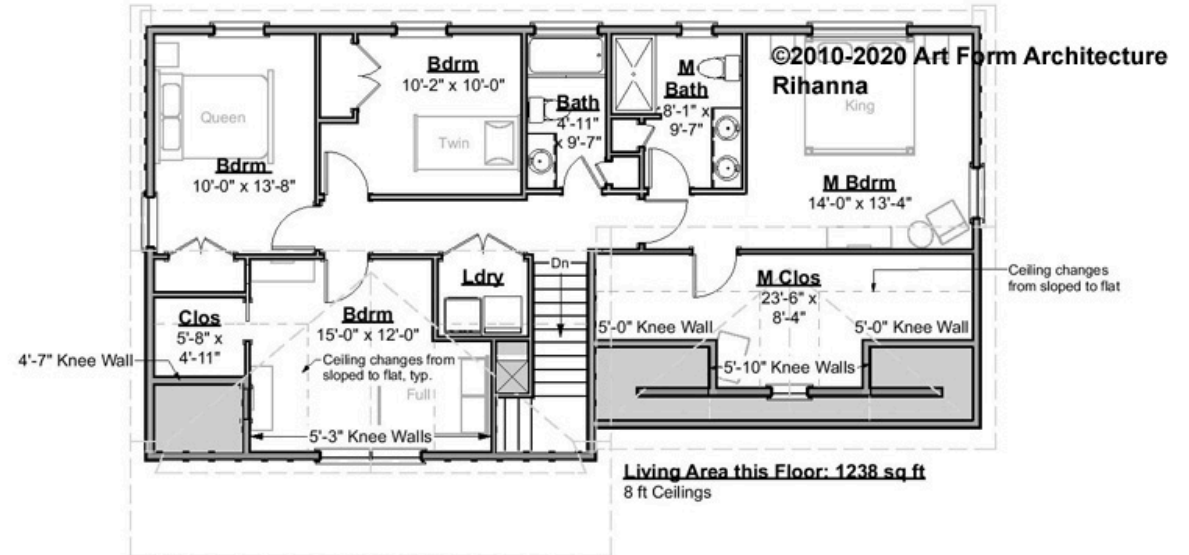 ©2010-2020 Art Form Architecture
Rihanna
Queen
Bdrm
10'-0" x 13'-8"
Bdrm
10'-2" x 10'-0"
Twin
Bath
4'-11"
x 9'-7"
M
Bath
8'-1" x
9'-7"
King
M Bdrm
14'-0" x 13'-4"
Clos
5'-8" x
4'-11"
4'-7" Knee Wall
Bdrm
15'-0" x 12'-0"
Ceiling changes from
sloped to flat, typ.
Full
5'-3" Knee Walls
Ldry
Dn
M Clos
23'-6" x
8'-4"
Ceiling changes
from sloped to flat
5'-0" Knee Wall
5'-0" Knee Wall
5'-10" Knee Walls
Living Area this Floor: 1238 sq ft
8 ft Ceilings